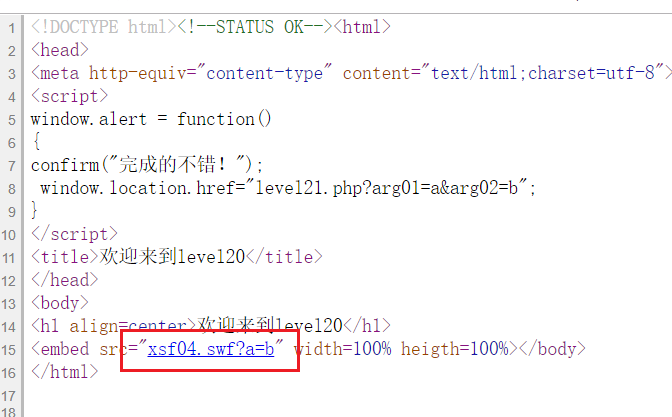 1 <!DOCTYPE html><!--STATUS OK--><html>
2 <head>
3 <meta http-equiv="content-type" content="text/html;charset=utf-8">
4 <script>
5 window.alert = function()
6 {
7 confirm("完成的不错！");
8  window.location.href="level21.php?arg01=a&arg02=b";
9 }
10 </script>
11 <title>欢迎来到level20</title>
12 </head>
13 <body>
14 <h1 align=center>欢迎来到level20</h1>
15 <embed src="xsf04.swf?a=b" width=100% heigth=100%></body>
16 </html>
17
18